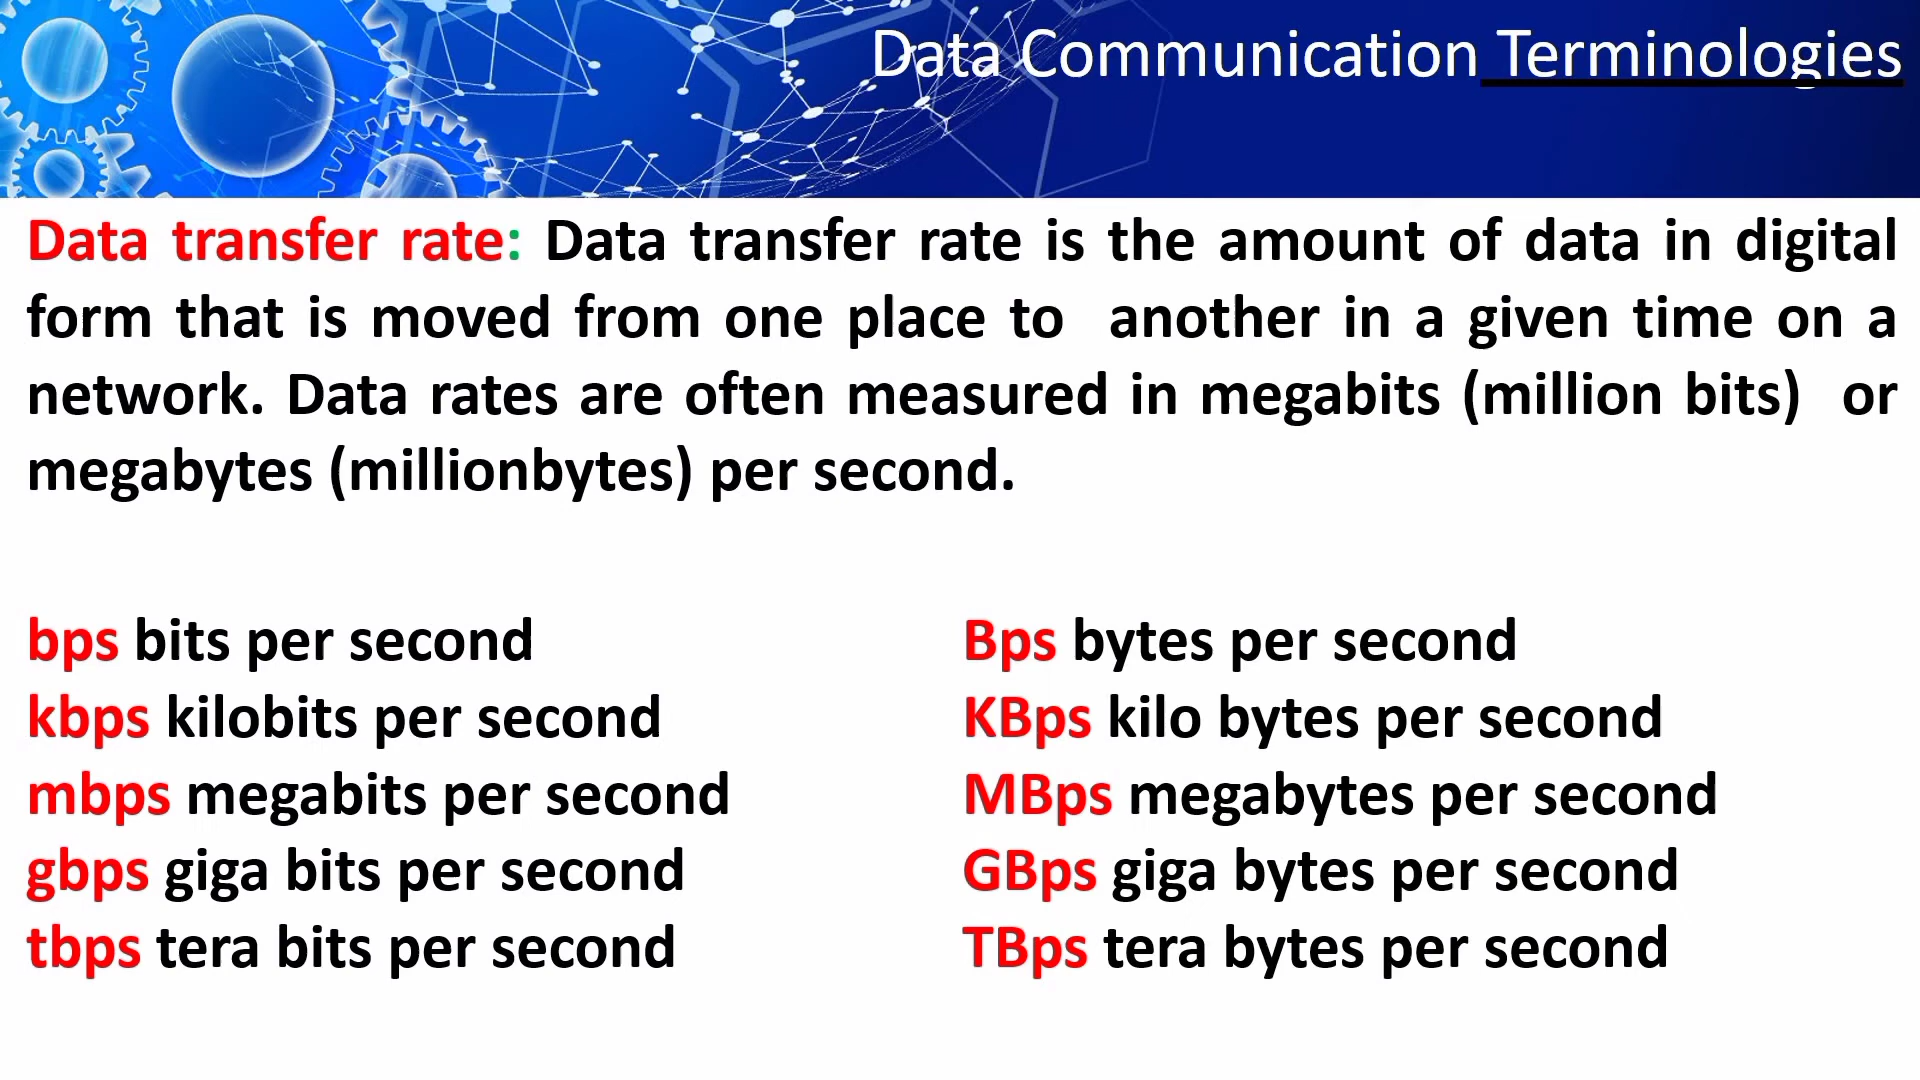 Data Communication Terminologies
Data transfer rate: Data transfer rate is the amount of data in digital
form that is moved from one place to another in a given time on a
network. Data rates are often measured in megabits (million bits) or
megabytes (millionbytes) per second.
bps bits per second
kbps kilobits per second
mbps megabits per second
gbps giga bits per second
tbps tera bits per second
Bps bytes per second
KBps kilo bytes per second
MBps megabytes per second
GBps giga bytes per second
TBps tera bytes per second